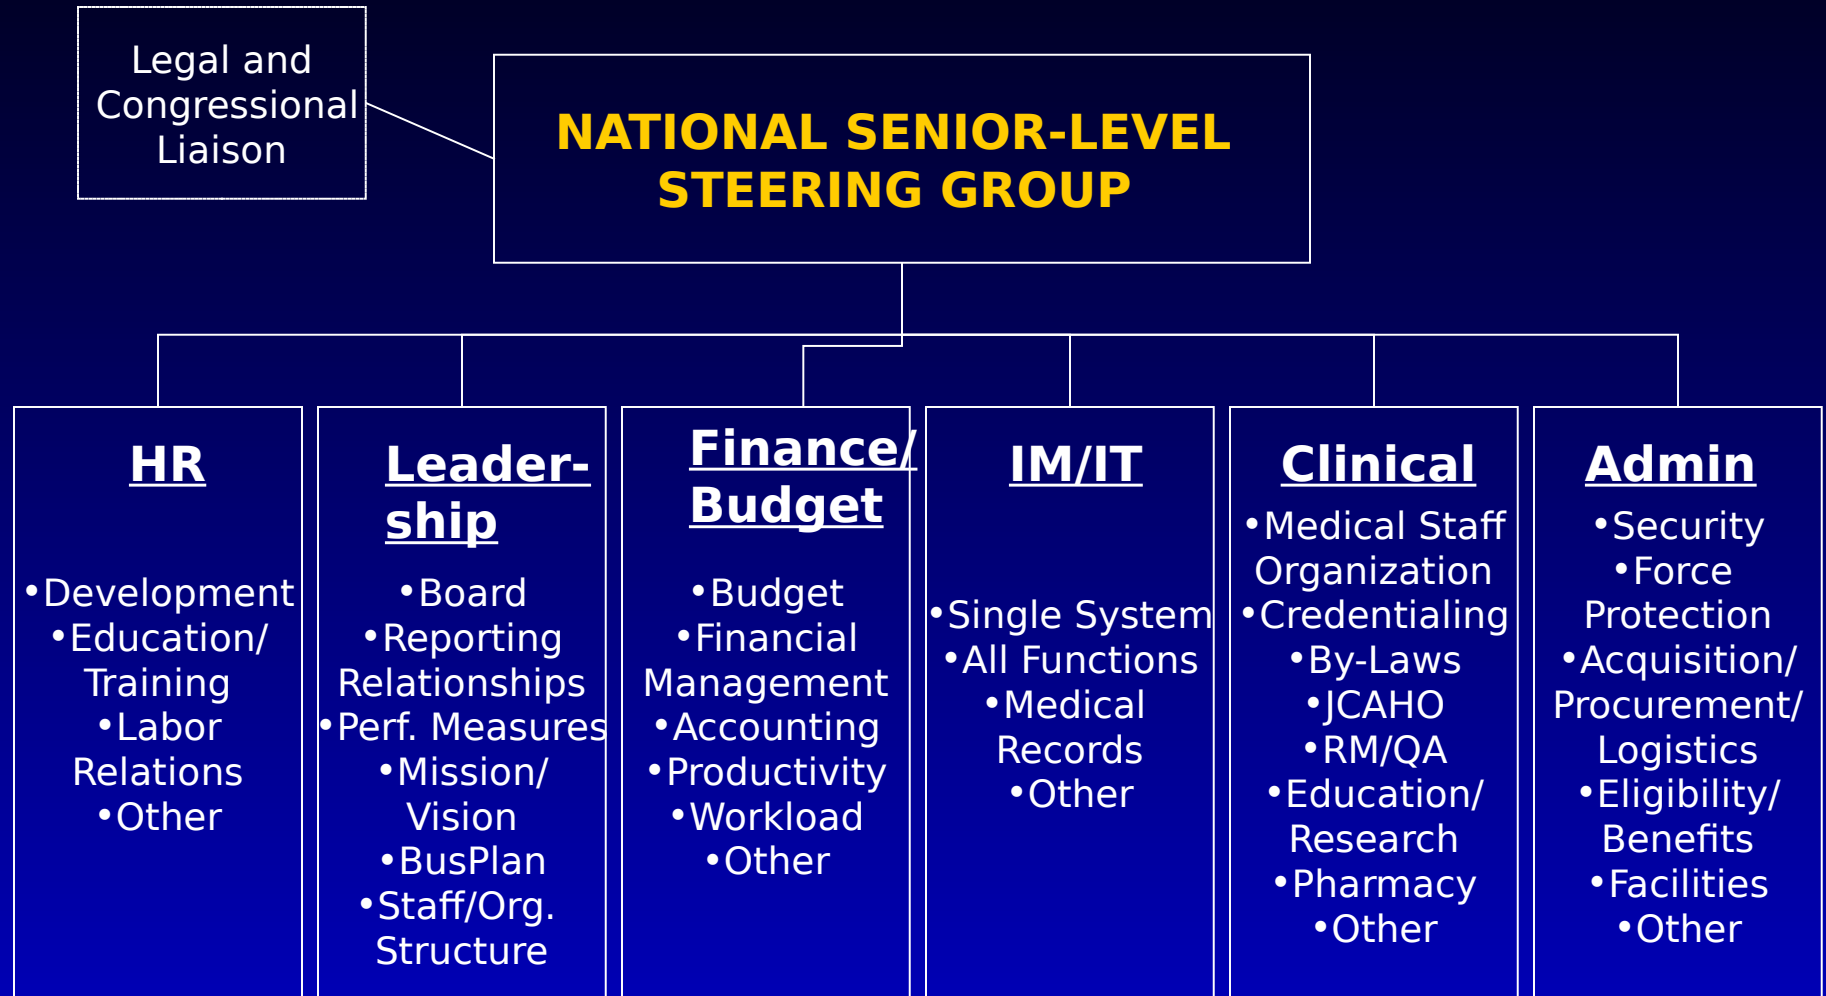 Legal and
Congressional
Liaison
NATIONAL SENIOR-LEVEL
STEERING GROUP
HR
•Development
•Education/
Training
•Labor
Relations
•Other
Leader-
ship
•Board
•Reporting
Relationships
•Perf. Measures
•Mission/
Vision
•BusPlan
•Staff/Org.
Structure
Finance/
Budget
•Budget
•Financial
Management
•Accounting
•Productivity
•Workload
•Other
IM/IT
•Single System
•All Functions
•Medical
Records
•Other
Clinical
•Medical Staff
Organization
•Credentialing
•By-Laws
•JCAHO
•RM/QA
•Education/
Research
•Pharmacy
•Other
Admin
•Security
•Force
Protection
•Acquisition/
Procurement/
Logistics
•Eligibility/
Benefits
•Facilities
•Other